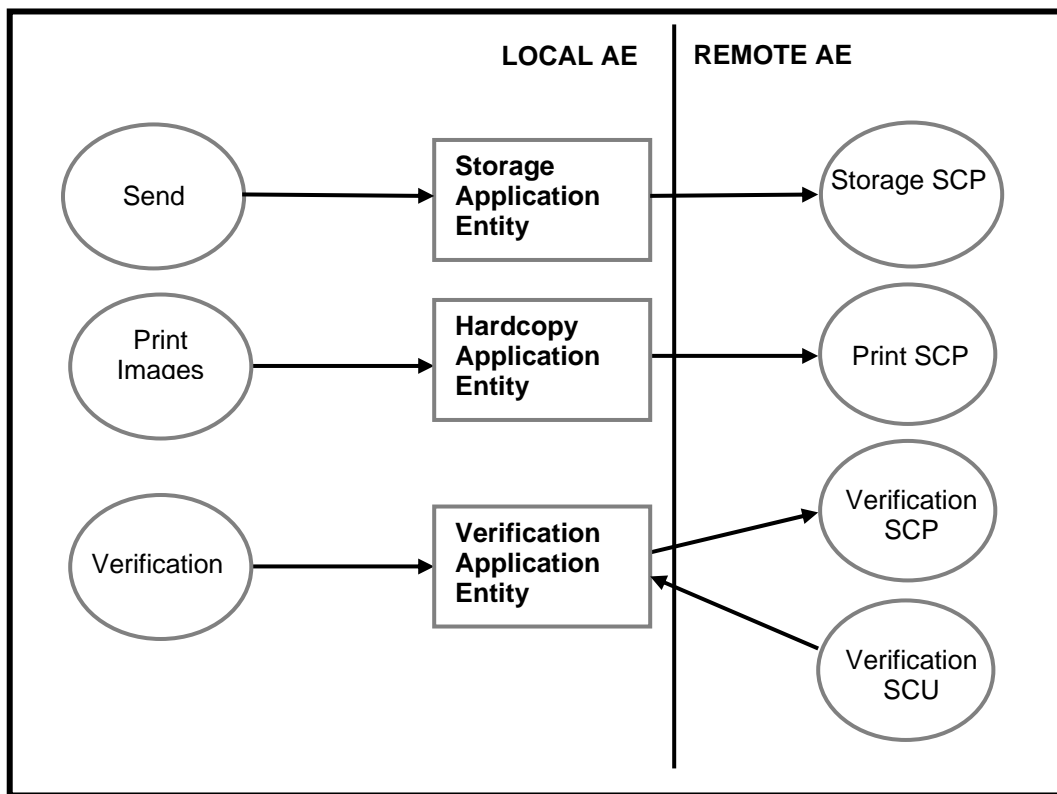 LOCAL AE
REMOTE AE
Send
Storage
Application
Entity
Storage SCP
Print
Images
Hardcopy
Application
Entity
Print SCP
Verification
Verification
Application
Entity
Verification
SCP
Verification
SCU